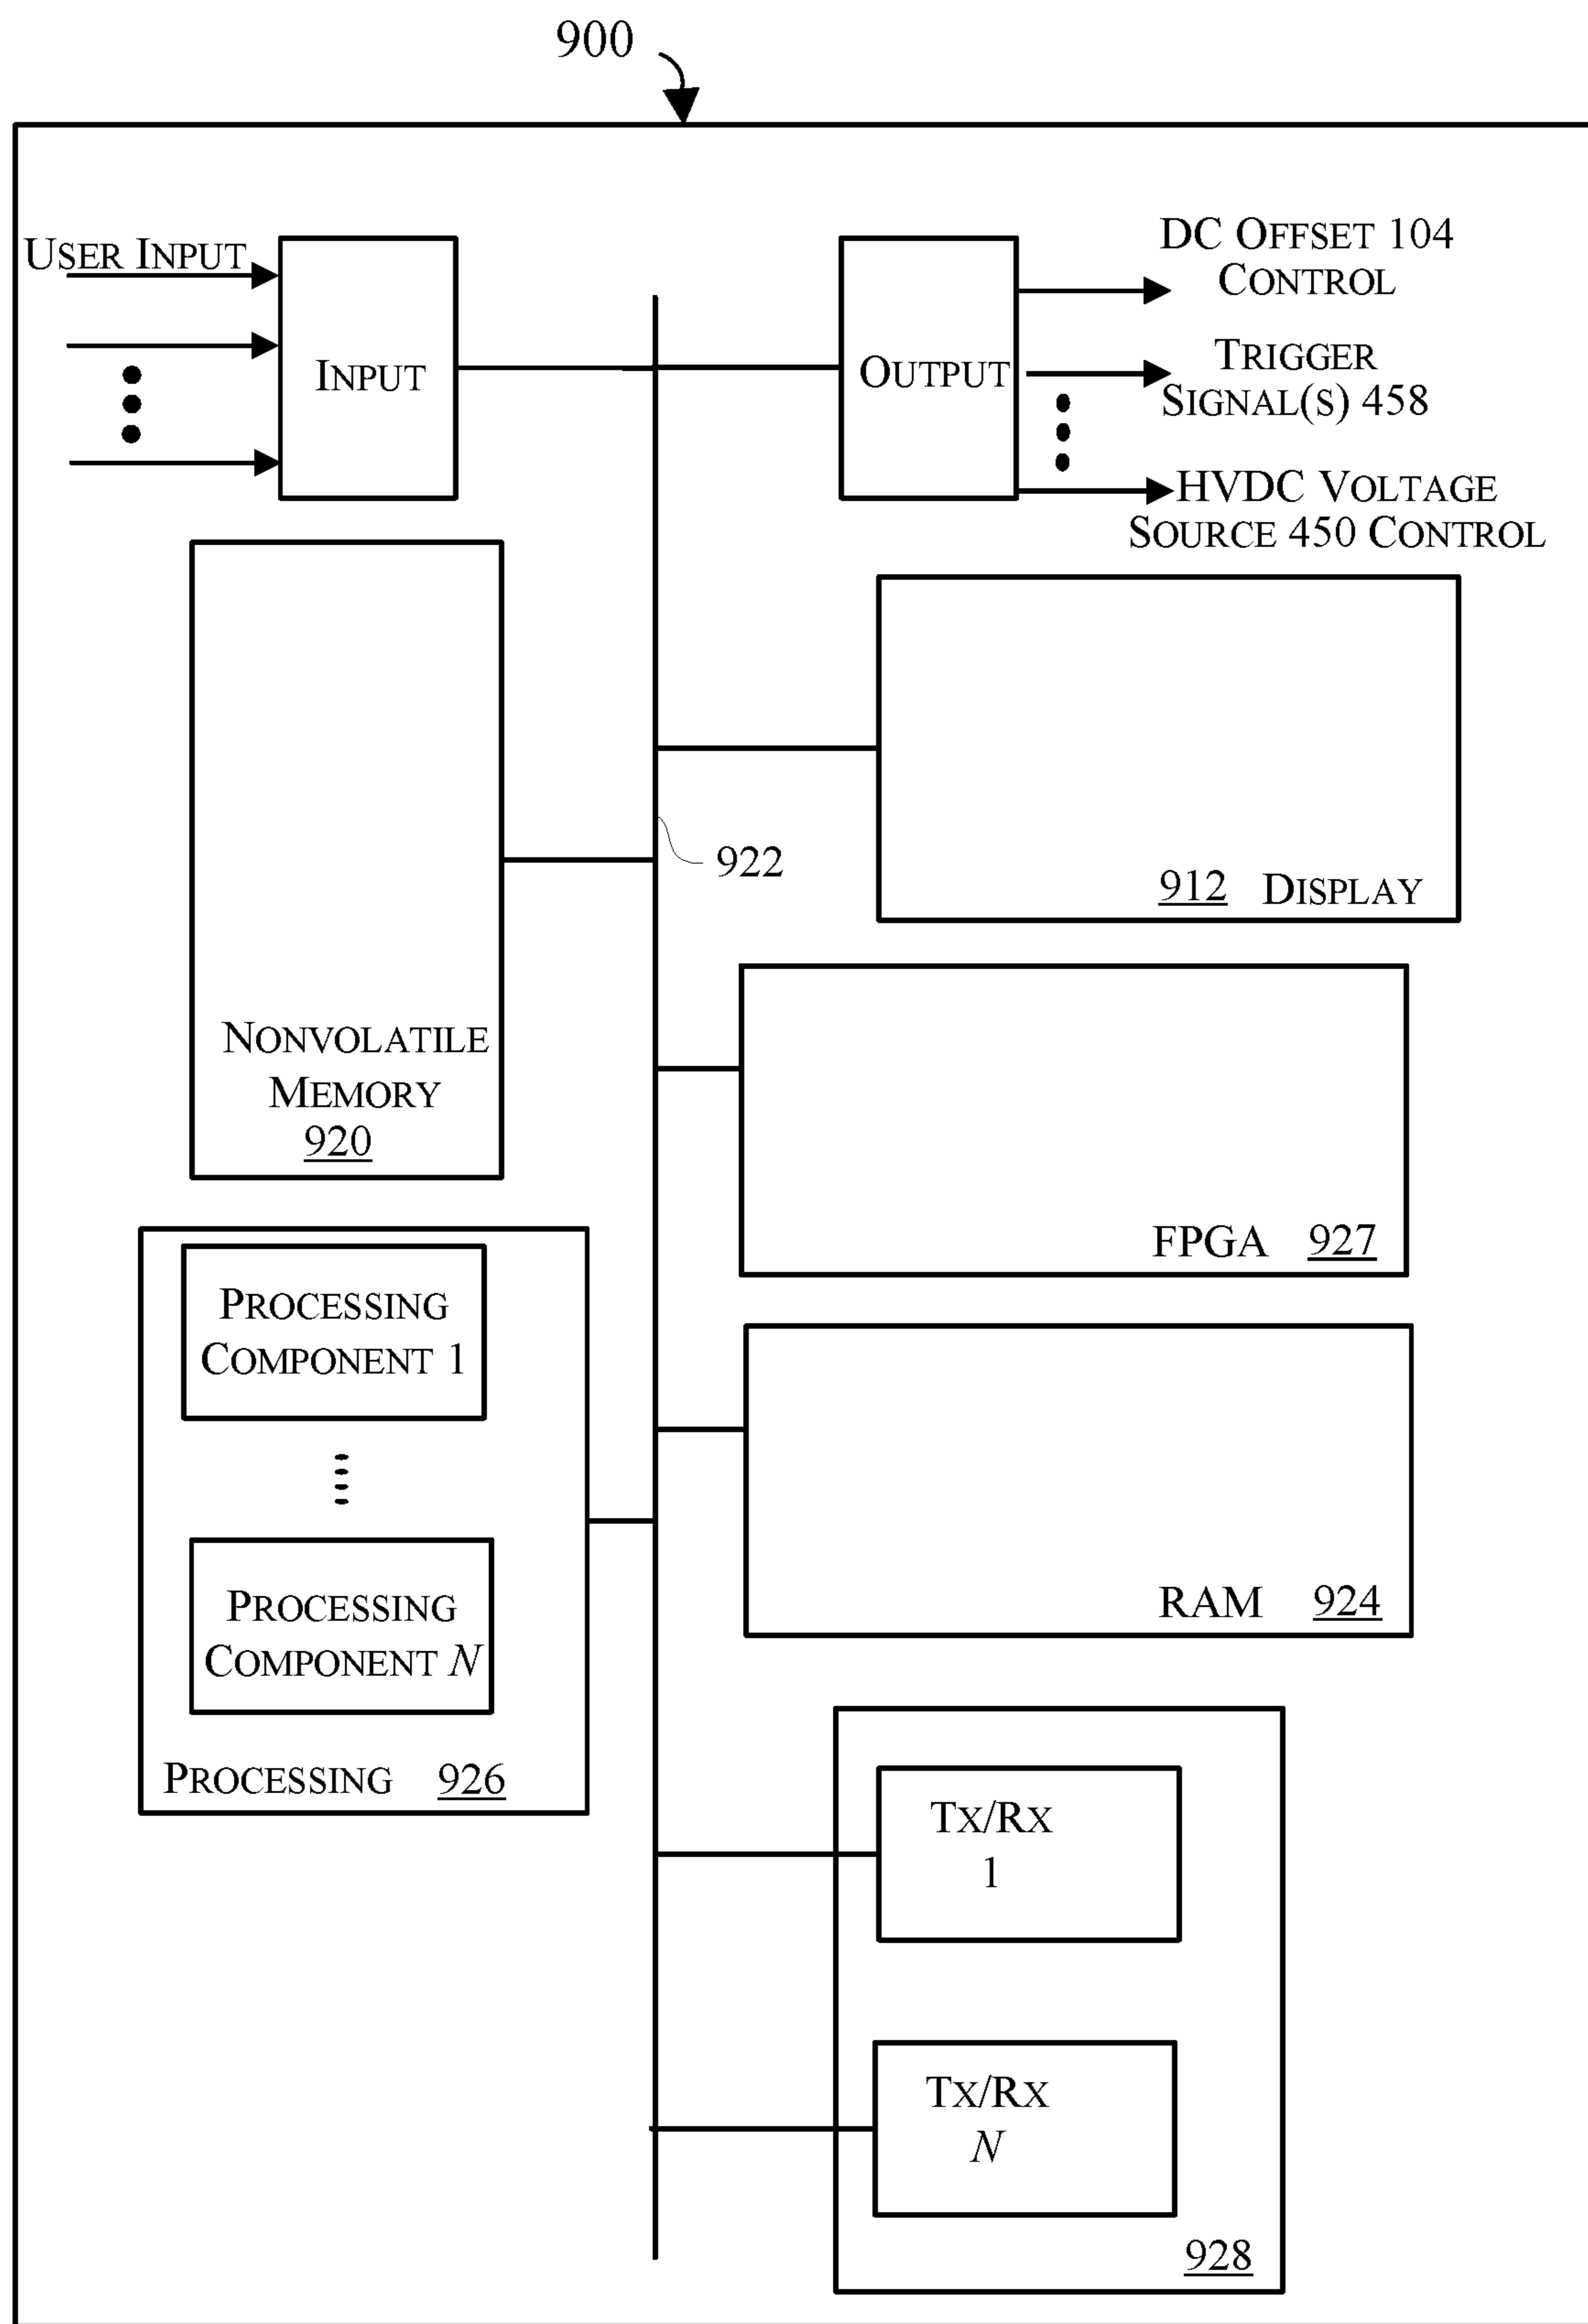 900
USER INPUT
INPUT
OUTPUT
DC OFFSET 104
CONTROL
TRIGGER
SIGNAL(S) 458
HVDC VOLTAGE
SOURCE 450 CONTROL
922
912 DISPLAY
NONVOLATILE
MEMORY
920
FPGA 927
PROCESSING
COMPONENT 1
RAM 924
PROCESSING
COMPONENT N
PROCESSING 926
TX/RX
1
TX/RX
N
928